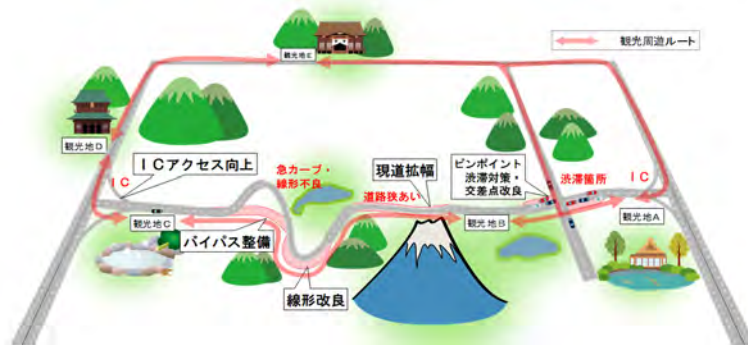 観光周遊ルート
観光地E
観光地D
IC
ICアクセス向上
急カーブ・
線形不良
現道拡幅
道路狭あい
ピンポイント
渋滞対策・
交差点改良
渋滞箇所
IC
観光地C
バイパス整備
線形改良
観光地B
観光地A